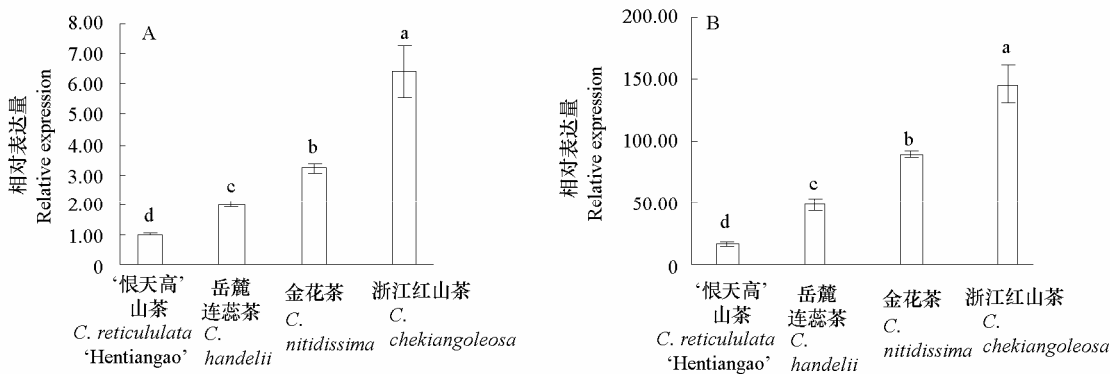 A
8.00
7.00
6.00
5.00
4.00
3.00
2.00
1.00
0
相对表达量
Relative expression
d
c
b
a
‘恨天高’
山茶
C. reticululata
‘Hentiangao’
岳麓
连蕊茶
C.
handelii
金花茶
C.
nitidissima
浙江红山茶
C.
chekiangoleosa
B
200.00
150.00
100.00
50.00
0
相对表达量
Relative expression
d
c
b
a
‘恨天高’
山茶
C. reticululata
‘Hentiangao’
岳麓
连蕊茶
C.
handelii
金花茶
C.
nitidissima
浙江红山茶
C.
chekiangoleosa